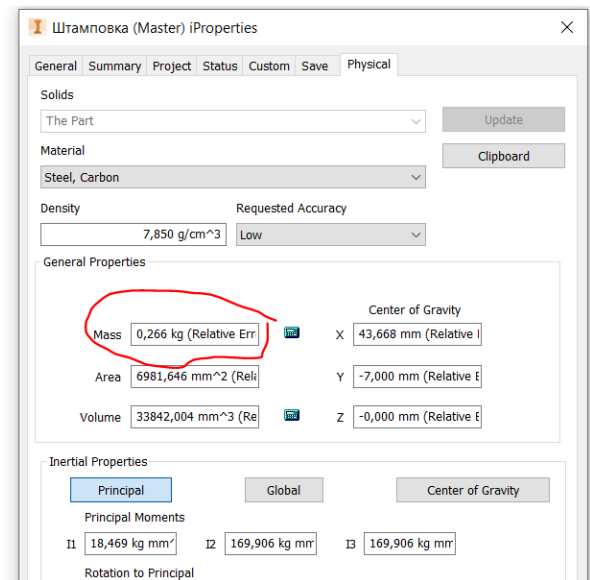 Штамповка (Master) iProperties
General Summary Project Status Custom Save Physical
Solids
The Part
Update
Material
Clipboard
Steel, Carbon
Density Requested Accuracy
7,850 g/cm^3 Low
General Properties
Center of Gravity
Mass 0,266 kg (Relative Err X 43,668 mm (Relative
Area 6981,646 mm^2 (Rela Y -7,000 mm (Relative E
Volume 33842,004 mm^3 (Re Z -0,000 mm (Relative E
Inertial Properties
Principal Global Center of Gravity
Principal Moments
I1 18,469 kg mm^ I2 169,906 kg mm I3 169,906 kg mm
Rotation to Principal